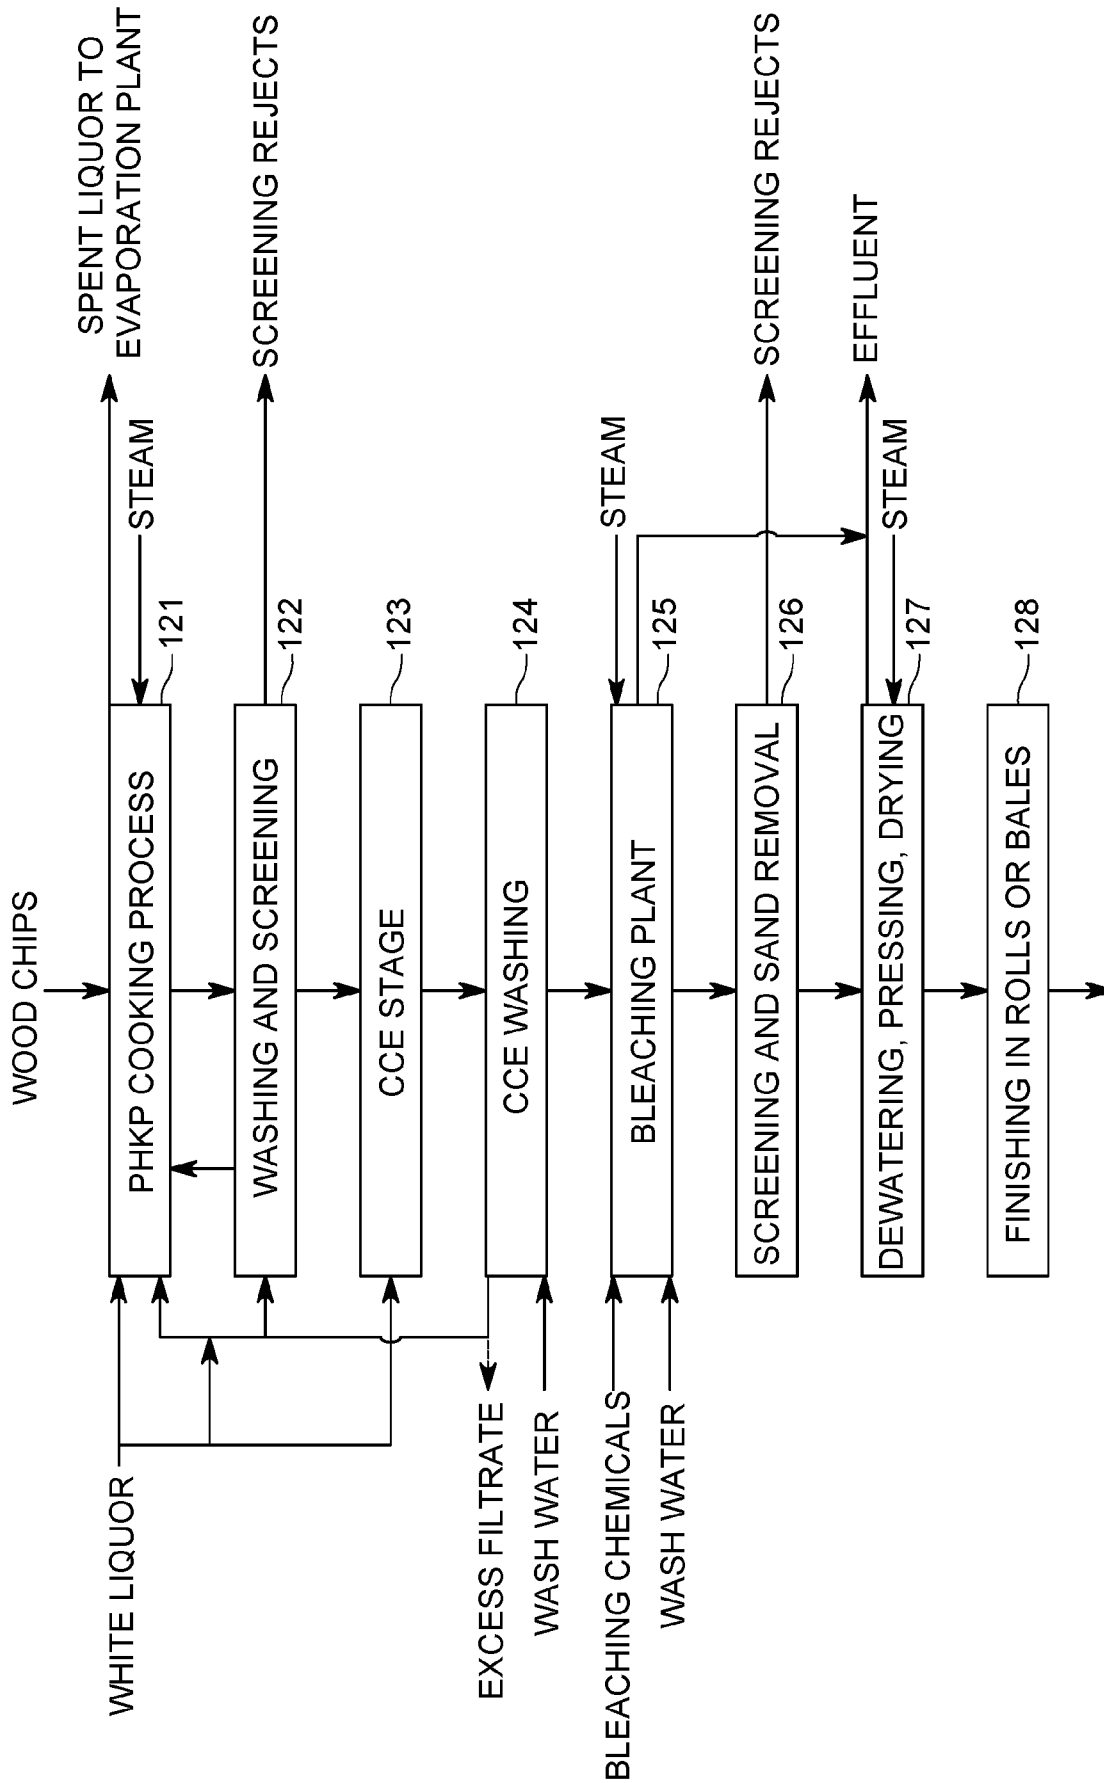 WOOD CHIPS
SPENT LIQUOR TO
EVAPORATION PLANT
WHITE LIQUOR
PHKP COOKING PROCESS
STEAM
121
WASHING AND SCREENING
122
SCREENING REJECTS
CCE STAGE
123
EXCESS FILTRATE
WASH WATER
CCE WASHING
124
BLEACHING CHEMICALS
WASH WATER
BLEACHING PLANT
STEAM
125
SCREENING AND SAND REMOVAL
126
SCREENING REJECTS
EFFLUENT
DEWATERING, PRESSING, DRYING
STEAM
127
FINISHING IN ROLLS OR BALES
128